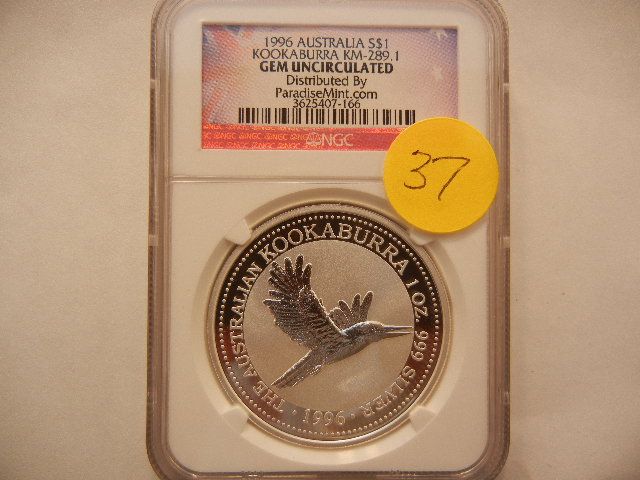 1996 AUSTRALIA S$1
KOOKABURRA KM-289.1
GEM UNCIRCULATED
Distributed By
ParadiseMint.com
3625407-166
NGC
37
THE AUSTRALIAN KOOKABURRA 1 OZ. 999 SILVER
· 1996 ·